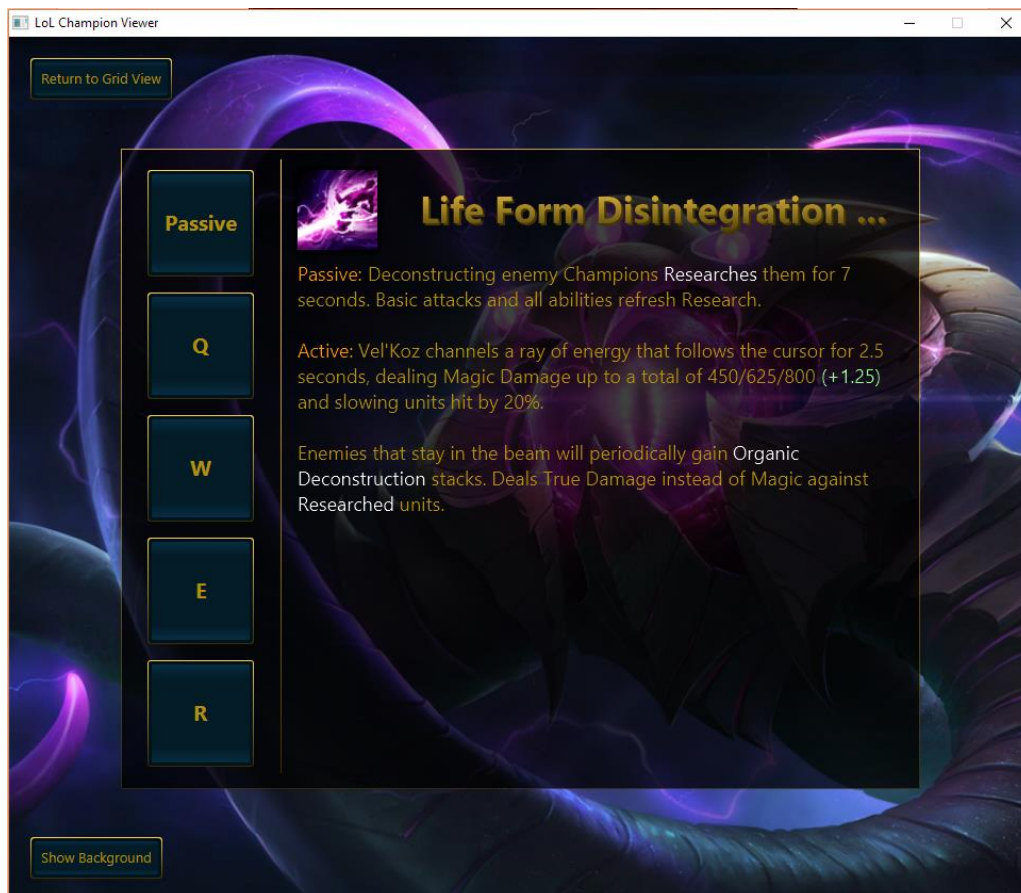 LoL Champion Viewer
Return to Grid View
Passive
Q
W
E
R
Life Form Disintegration ...
Passive: Deconstructing enemy Champions Researches them for 7
seconds. Basic attacks and all abilities refresh Research.
Active: Vel'Koz channels a ray of energy that follows the cursor for 2.5
seconds, dealing Magic Damage up to a total of 450/625/800 (+1.25)
and slowing units hit by 20%.
Enemies that stay in the beam will periodically gain Organic
Deconstruction stacks. Deals True Damage instead of Magic against
Researched units.
Show Background